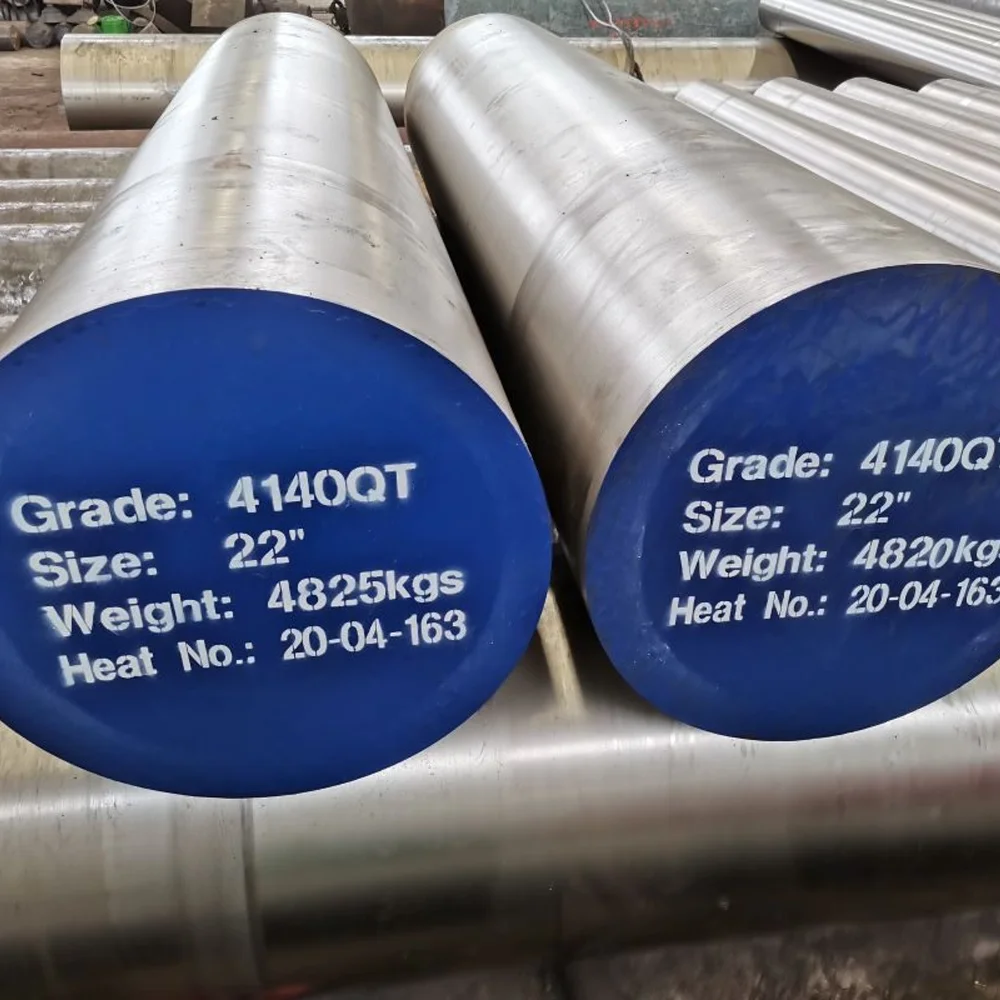 Grade: 4140QT
Size: 22"
Weight: 4825kgs
Heat No.: 20-04-163
Grade: 4140Q
Size: 22"
Weight: 4820kg
Heat No.: 20-04-163